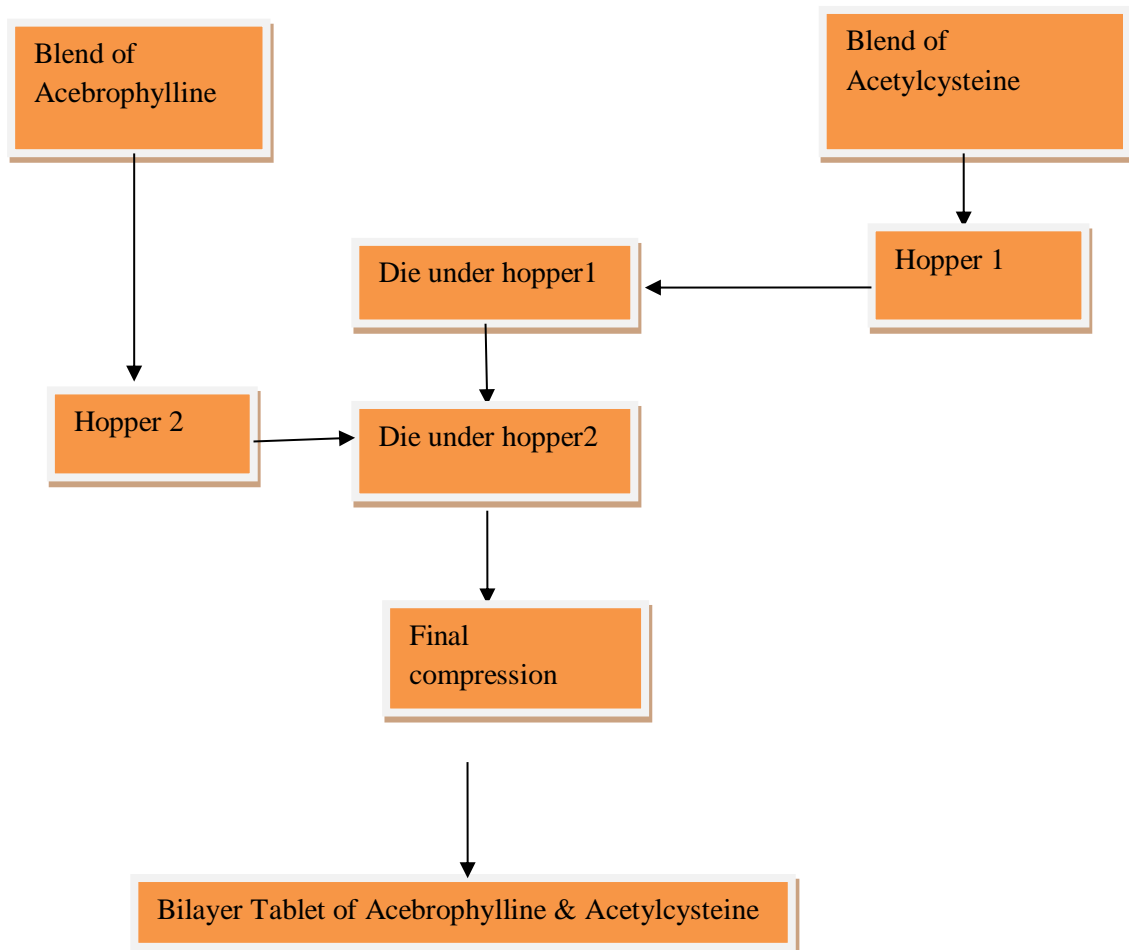 Blend of
Acebrophylline
Blend of
Acetylcysteine
Hopper 1
Die under hopper1
Hopper 2
Die under hopper2
Final
compression
Bilayer Tablet of Acebrophylline & Acetylcysteine